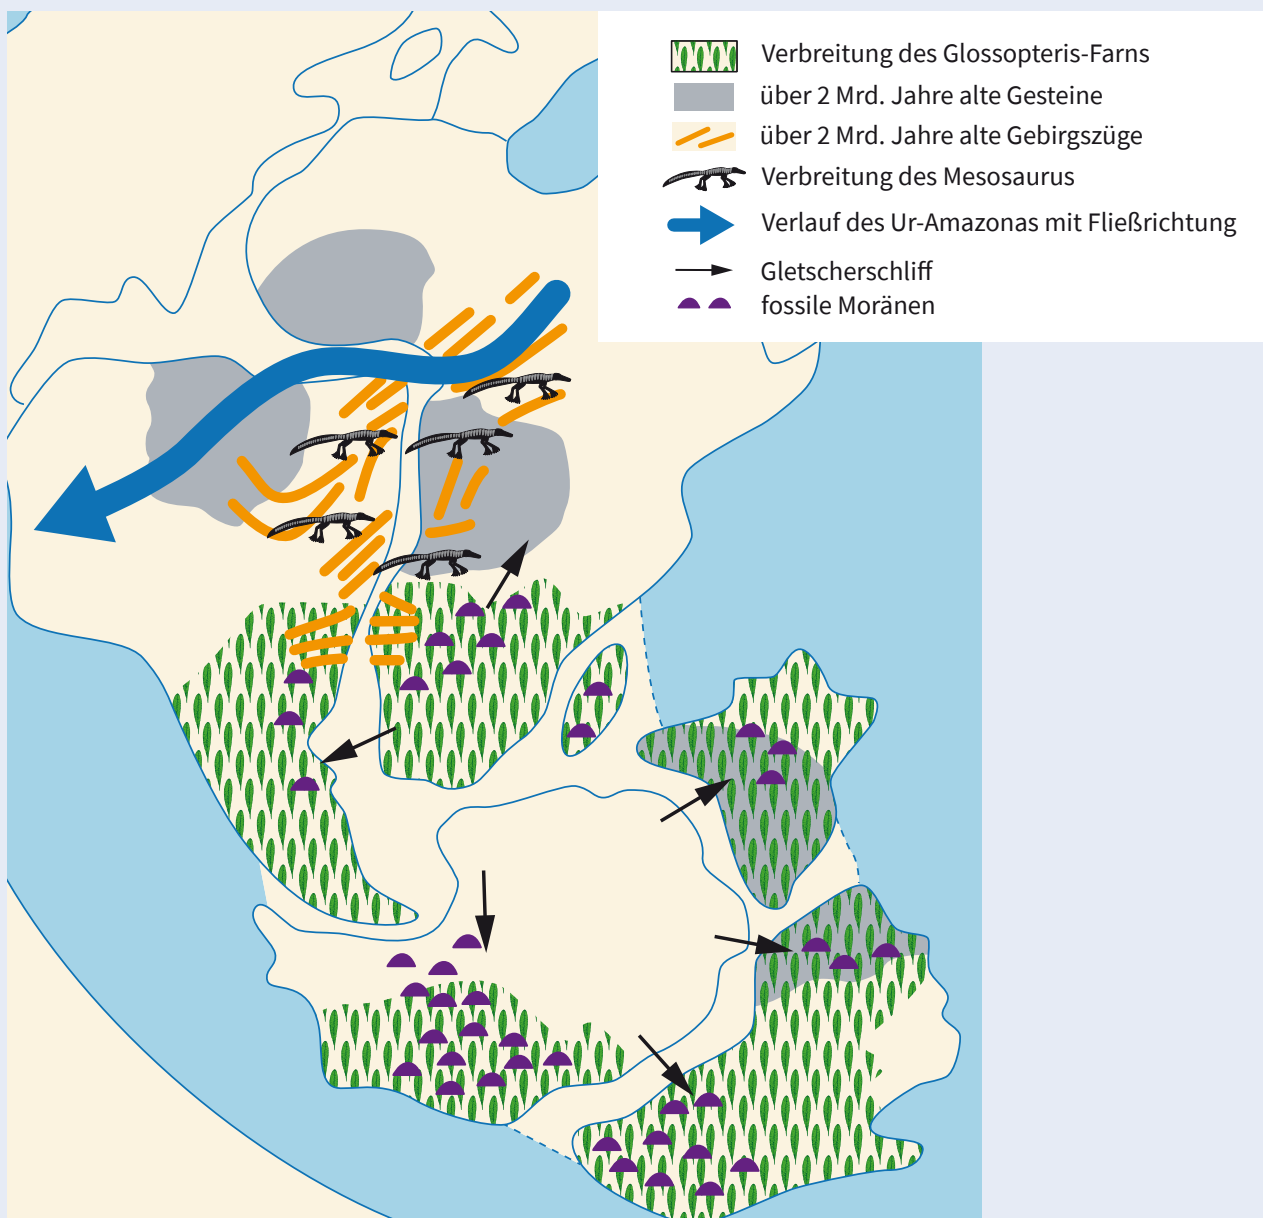 Verbreitung des Glossopteris-Farns
über 2 Mrd. Jahre alte Gesteine
über 2 Mrd. Jahre alte Gebirgszüge
Verbreitung des Mesosaurus
Verlauf des Ur-Amazonas mit Fließrichtung
Gletscherschliff
fossile Moränen